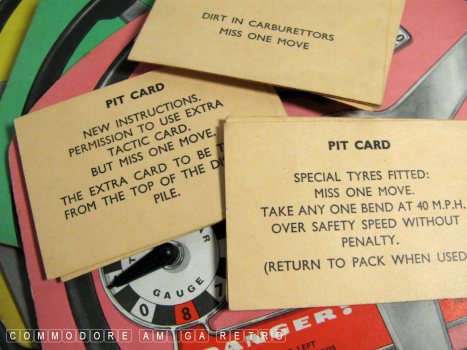 DIRT IN CARBURETTORS
MISS ONE MOVE
PIT CARD
NEW INSTRUCTIONS.
PERMISSION TO USE EXTRA
TACTIC CARD.
BUT MISS ONE MOVE.
THE EXTRA CARD TO BE
FROM THE TOP OF THE
PILE.
PIT CARD
SPECIAL TYRES FITTED:
MISS ONE MOVE.
TAKE ANY ONE BEND AT 40 M.P.H.
OVER SAFETY SPEED WITHOUT
PENALTY.
(RETURN TO PACK WHEN USED
GAUGE
0 8
DANGER!
LEFT
COMMODORE AMIGA RETRO